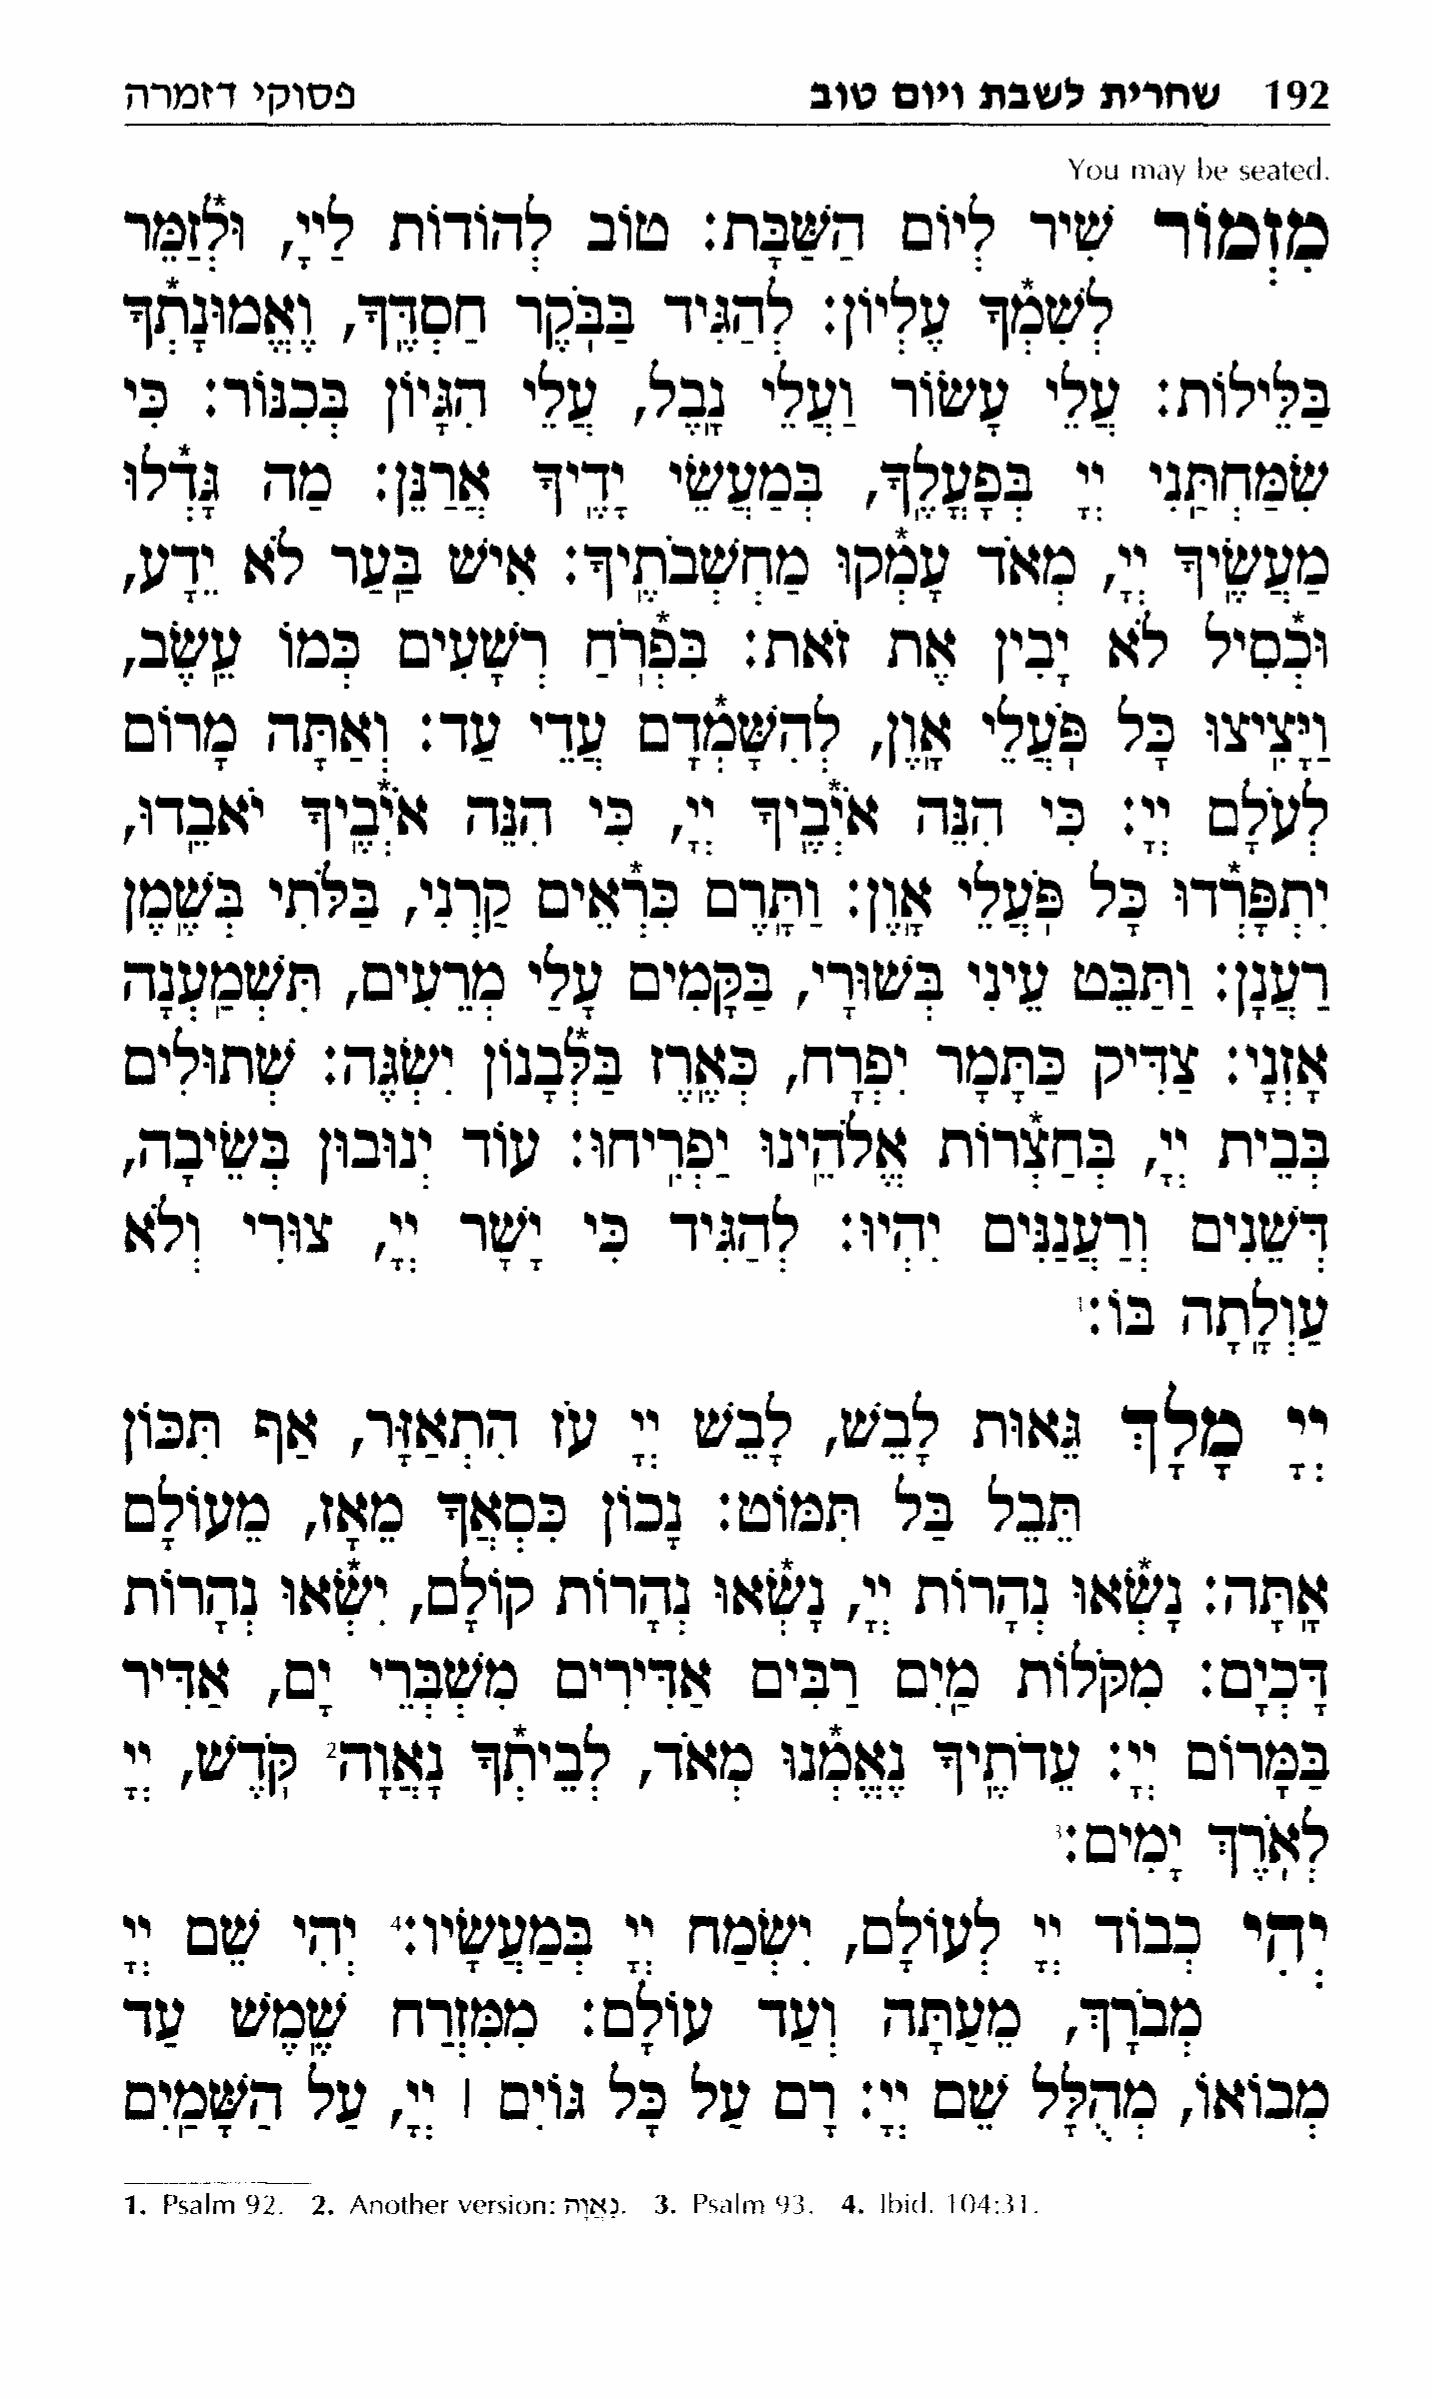 192 שחרית לשבת ויום טוב פסוקי דזמרה
You may be seated.
מִזְמוֹר שִׁיר לְיוֹם הַשַּׁבָּת: טוֹב לְהוֹדוֹת לַייָ, וּלְ֯זַמֵּר
לְשִׁמְ֯ךָ עֶלְיוֹן: לְהַגִּיד בַּבֹּֽקֶר חַסְדֶּֽךָ, וֶאֱמוּנָתְ֯ךָ
בַּלֵּילוֹת: עֲלֵי עָשׂוֹר וַעֲלֵי נָֽבֶל, עֲלֵי הִגָּיוֹן בְּכִנּוֹר: כִּי
שִׂמַּחְתַּֽנִי יְיָ בְּפָעֳלֶֽךָ, בְּמַעֲשֵׂי יָדֶֽיךָ אֲרַנֵּן: מַה גָּדְ֯לוּ
מַעֲשֶֽׂיךָ יְיָ, מְאֹד עָמְ֯קוּ מַחְשְׁבֹתֶֽיךָ: אִישׁ בַּֽעַר לֹא יֵדָע,
וּכְ֯סִיל לֹא יָבִין אֶת זֹאת: בִּפְ֯רֹֽחַ רְשָׁעִים כְּמוֹ עֵֽשֶׂב,
וַיָּצִֽיצוּ כָּל פֹּֽעֲלֵי אָֽוֶן, לְהִשָּׁמְ֯דָם עֲדֵי עַד: וְאַתָּה מָרוֹם
לְעֹלָם יְיָ: כִּי הִנֵּה אֹיְ֯בֶֽיךָ יְיָ, כִּי הִנֵּה אֹיְ֯בֶֽיךָ יֹאבֵֽדוּ,
יִתְפָּרְ֯דוּ כָּל פֹּֽעֲלֵי אָֽוֶן: וַתָּֽרֶם כִּרְ֯אֵים קַרְנִי, בַּלֹּתִי בְּשֶֽׁמֶן
רַעֲנָן: וַתַּבֵּט עֵינִי בְּשׁוּרָי, בַּקָּמִים עָלַי מְרֵעִים, תִּשְׁמַֽעְנָה
אָזְנָי: צַדִּיק כַּתָּמָר יִפְרָח, כְּאֶֽרֶז בַּלְּ֯בָנוֹן יִשְׂגֶּה: שְׁתוּלִים
בְּבֵית יְיָ, בְּחַצְ֯רוֹת אֱלֹהֵֽינוּ יַפְרִֽיחוּ: עוֹד יְנוּבוּן בְּשֵׂיבָה,
דְּשֵׁנִים וְרַעֲנַנִּים יִהְיוּ: לְהַגִּיד כִּי יָשָׁר יְיָ, צוּרִי וְלֹא
עַוְלָֽתָה בּוֹ:1
יְיָ מָלָךְ גֵּאוּת לָבֵשׁ, לָבֵשׁ יְיָ עֹז הִתְאַזָּר, אַף תִּכּוֹן
תֵּבֵל בַּל תִּמּוֹט: נָכוֹן כִּסְאֲךָ מֵאָז, מֵעוֹלָם
אָֽתָּה: נָשְׂ֯אוּ נְהָרוֹת יְיָ, נָשְׂ֯אוּ נְהָרוֹת קוֹלָם, יִשְׂ֯אוּ נְהָרוֹת
דָּכְיָם: מִקֹּלוֹת מַֽיִם רַבִּים אַדִּירִים מִשְׁבְּרֵי יָם, אַדִּיר
בַּמָּרוֹם יְיָ: עֵדֹתֶֽיךָ נֶאֶמְ֯נוּ מְאֹד, לְבֵיתְ֯ךָ נָאֲוָה2 קֹּֽדֶשׁ, יְיָ
לְאֹֽרֶךְ יָמִים:3
יְהִי כְבוֹד יְיָ לְעוֹלָם, יִשְׂמַח יְיָ בְּמַעֲשָׂיו:4 יְהִי שֵׁם יְיָ
מְבֹרָךְ, מֵעַתָּה וְעַד עוֹלָם: מִמִּזְרַח שֶֽׁמֶשׁ עַד
מְבוֹאוֹ, מְהֻלָּל שֵׁם יְיָ: רָם עַל כָּל גּוֹיִם ׀ יְיָ, עַל הַשָּׁמַֽיִם
1. Psalm 92. 2. Another version: נַאֲוָה. 3. Psalm 93. 4. Ibid. 104:31.